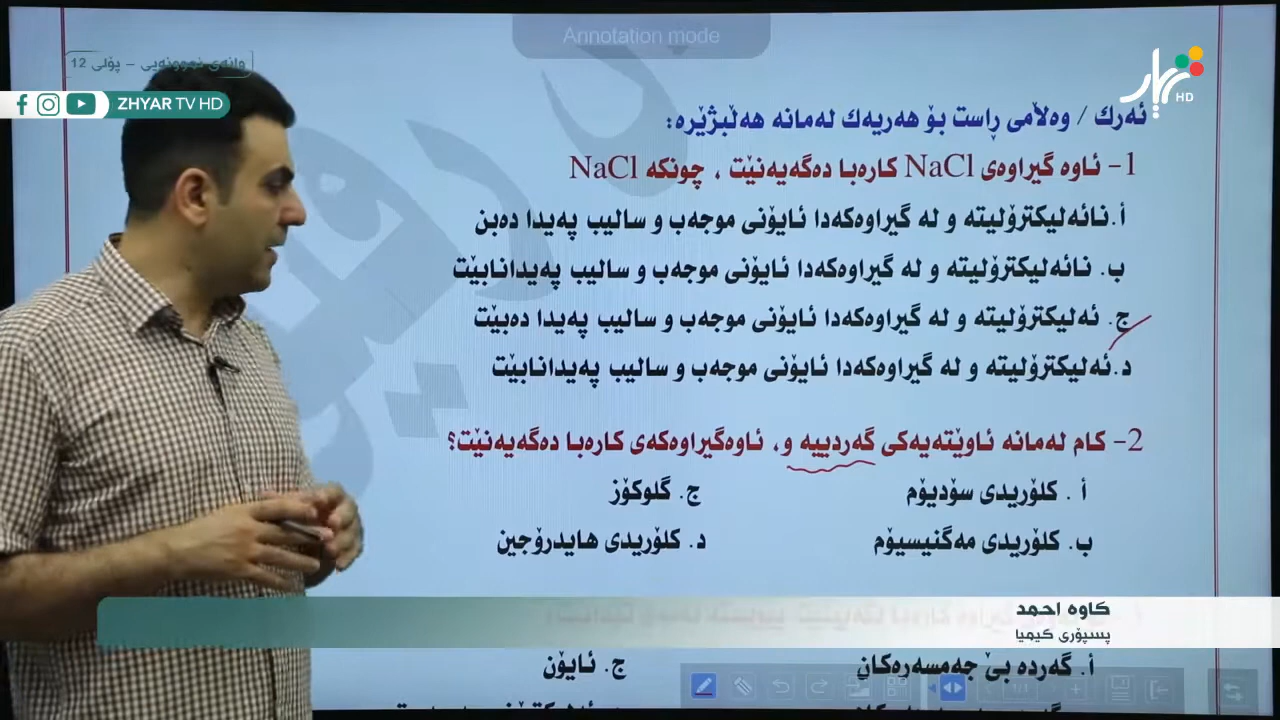 Annotation mode
وانەی نموونەیی – پۆلی 12
ZHYAR TV HD
ژیار HD
ئەرك / وەڵامی ڕاست بۆ هەریەك لەمانە هەڵبژێرە:
1- ئاوە گیراوەی NaCl کارەبا دەگەیەنێت ، چونکە NaCl
أ.نائەلیکترۆلیتە و لە گیراوەکەدا ئایۆنی موجەب و سالیب پەیدا دەبن
ب. نائەلیکترۆلیتە و لە گیراوەکەدا ئایۆنی موجەب و سالیب پەیدانابێت
ج. ئەلیکترۆلیتە و لە گیراوەکەدا ئایۆنی موجەب و سالیب پەیدا دەبێت
د.ئەلیکترۆلیتە و لە گیراوەکەدا ئایۆنی موجەب و سالیب پەیدانابێت
2- کام لەمانە ئاوێتەیەکی گەردییە و، ئاوەگیراوەکەی کارەبا دەگەیەنێت؟
أ . کلۆریدی سۆدیۆم
ج. گلوکۆز
ب. کلۆریدی مەگنیسیۆم
د. کلۆریدی هایدرۆجین
کاوە احمد
پسپۆری کیمیا
أ. گەردە بێ جەمسەرەکان
ج. ئایۆن
1/1